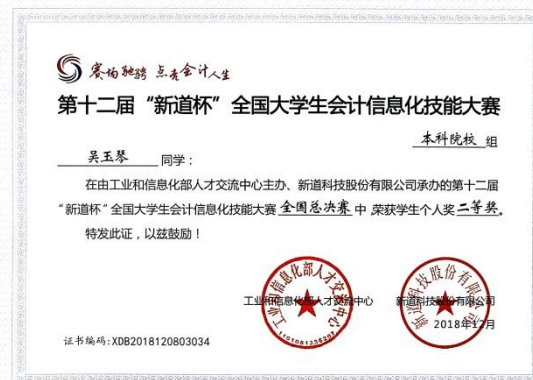 赛场驰骋 点亮会计人生
第十二届“新道杯”全国大学生会计信息化技能大赛
本科院校 组
吴玉琴 同学：
在由工业和信息化部人才交流中心主办、新道科技股份有限公司承办的第十二届
“新道杯”全国大学生会计信息化技能大赛 全国总决赛 中，荣获学生个人奖 二等奖。
特发此证，以兹鼓励！
工业和信息化部人才交流中心 新道科技股份有限公司
2018年12月
证书编码:XDB2018120803034